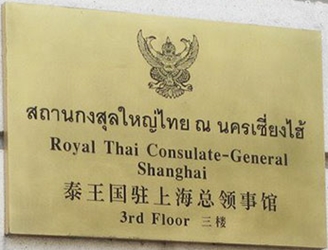 สถานกงสุลใหญ่ไทย ณ นครเซี่ยงไฮ้
Royal Thai Consulate-General
Shanghai
泰王国驻上海总领事馆
3rd Floor 三楼